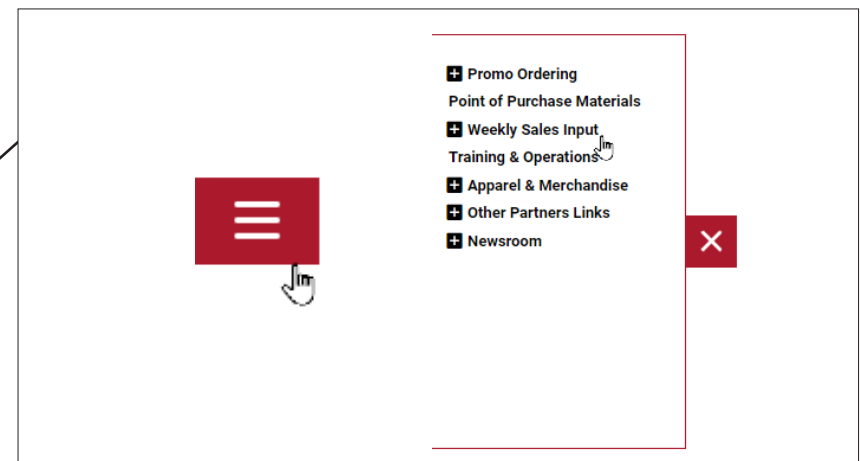 Promo Ordering
Point of Purchase Materials
Weekly Sales Input
Training & Operations
Apparel & Merchandise
Other Partners Links
Newsroom